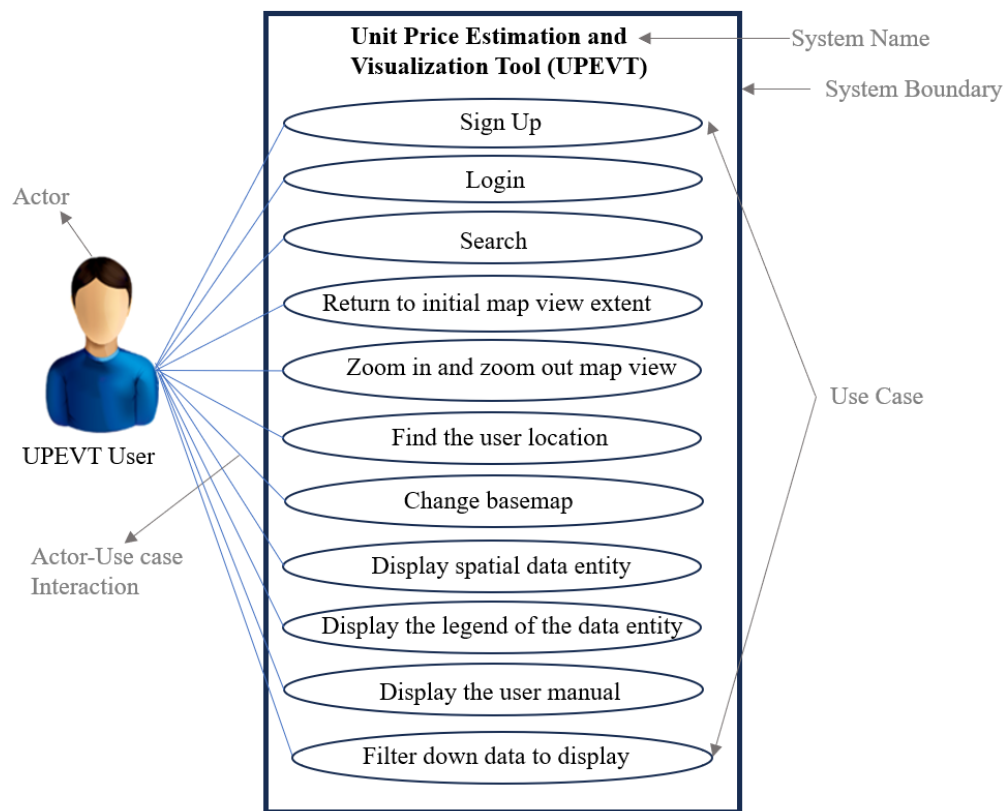 Unit Price Estimation and
Visualization Tool (UPEVT)
System Name
System Boundary
Sign Up
Login
Actor
Search
Return to initial map view extent
Zoom in and zoom out map view
Use Case
Find the user location
UPEVT User
Change basemap
Actor-Use case
Interaction
Display spatial data entity
Display the legend of the data entity
Display the user manual
Filter down data to display